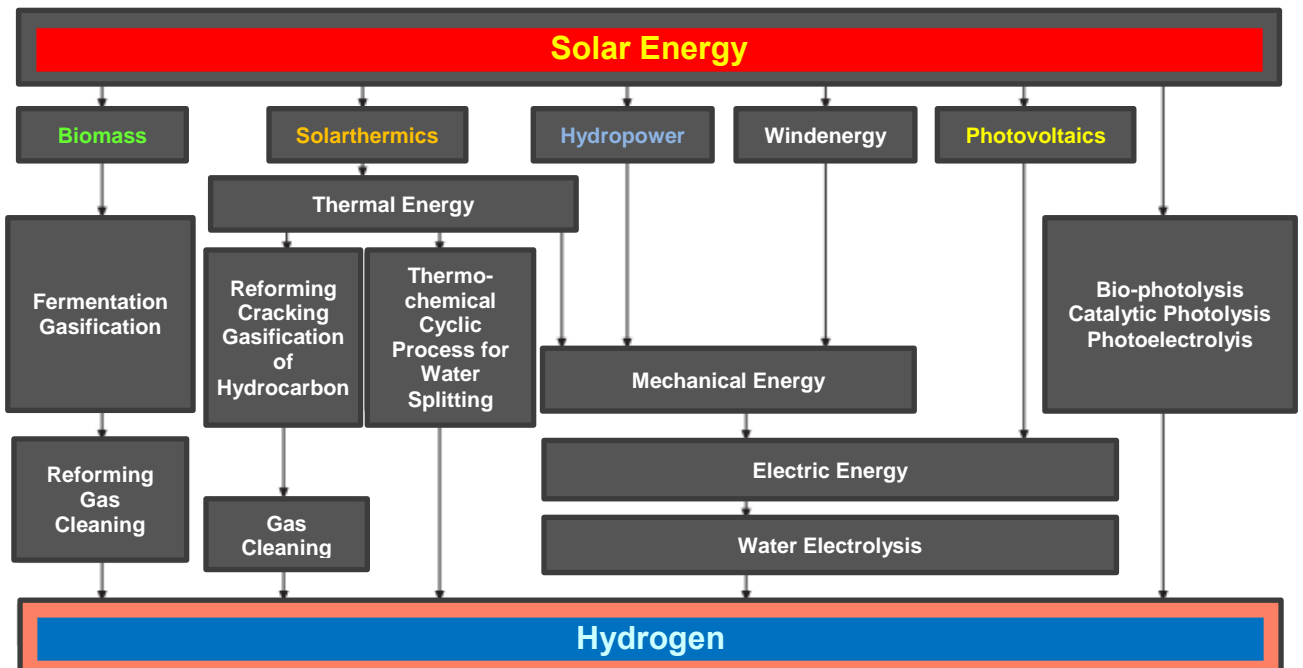 Solar Energy
Biomass
Solarthermics
Hydropower
Windenergy
Photovoltaics
Thermal Energy
Fermentation
Gasification
Reforming
Cracking
Gasification
of
Hydrocarbon
Thermo-
chemical
Cyclic
Process for
Water
Splitting
Bio-photolysis
Catalytic Photolysis
Photoelectrolyis
Mechanical Energy
Electric Energy
Reforming
Gas
Cleaning
Gas
Cleaning
Water Electrolysis
Hydrogen